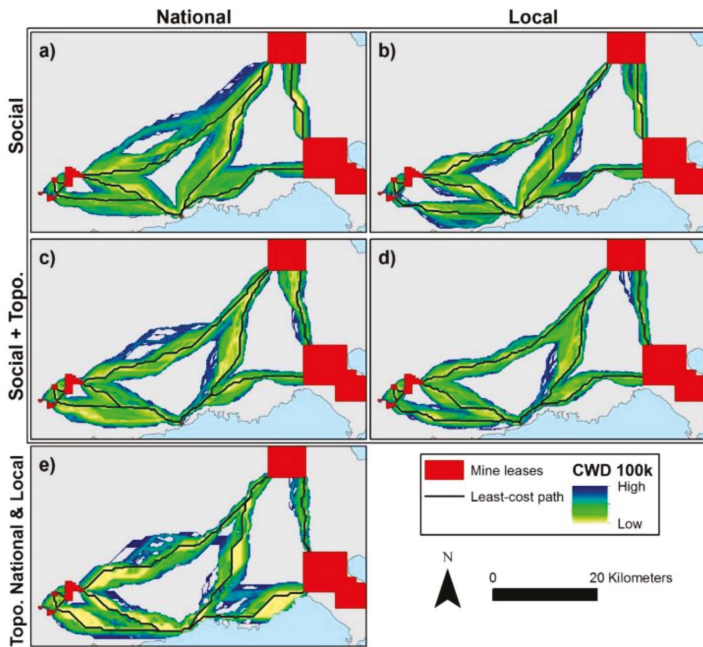 National
Local
Social
a)
b)
Social + Topo.
c)
d)
Topo. National & Local
e)
Mine leases
Least-cost path
CWD 100k
High
Low
N
0
20 Kilometers